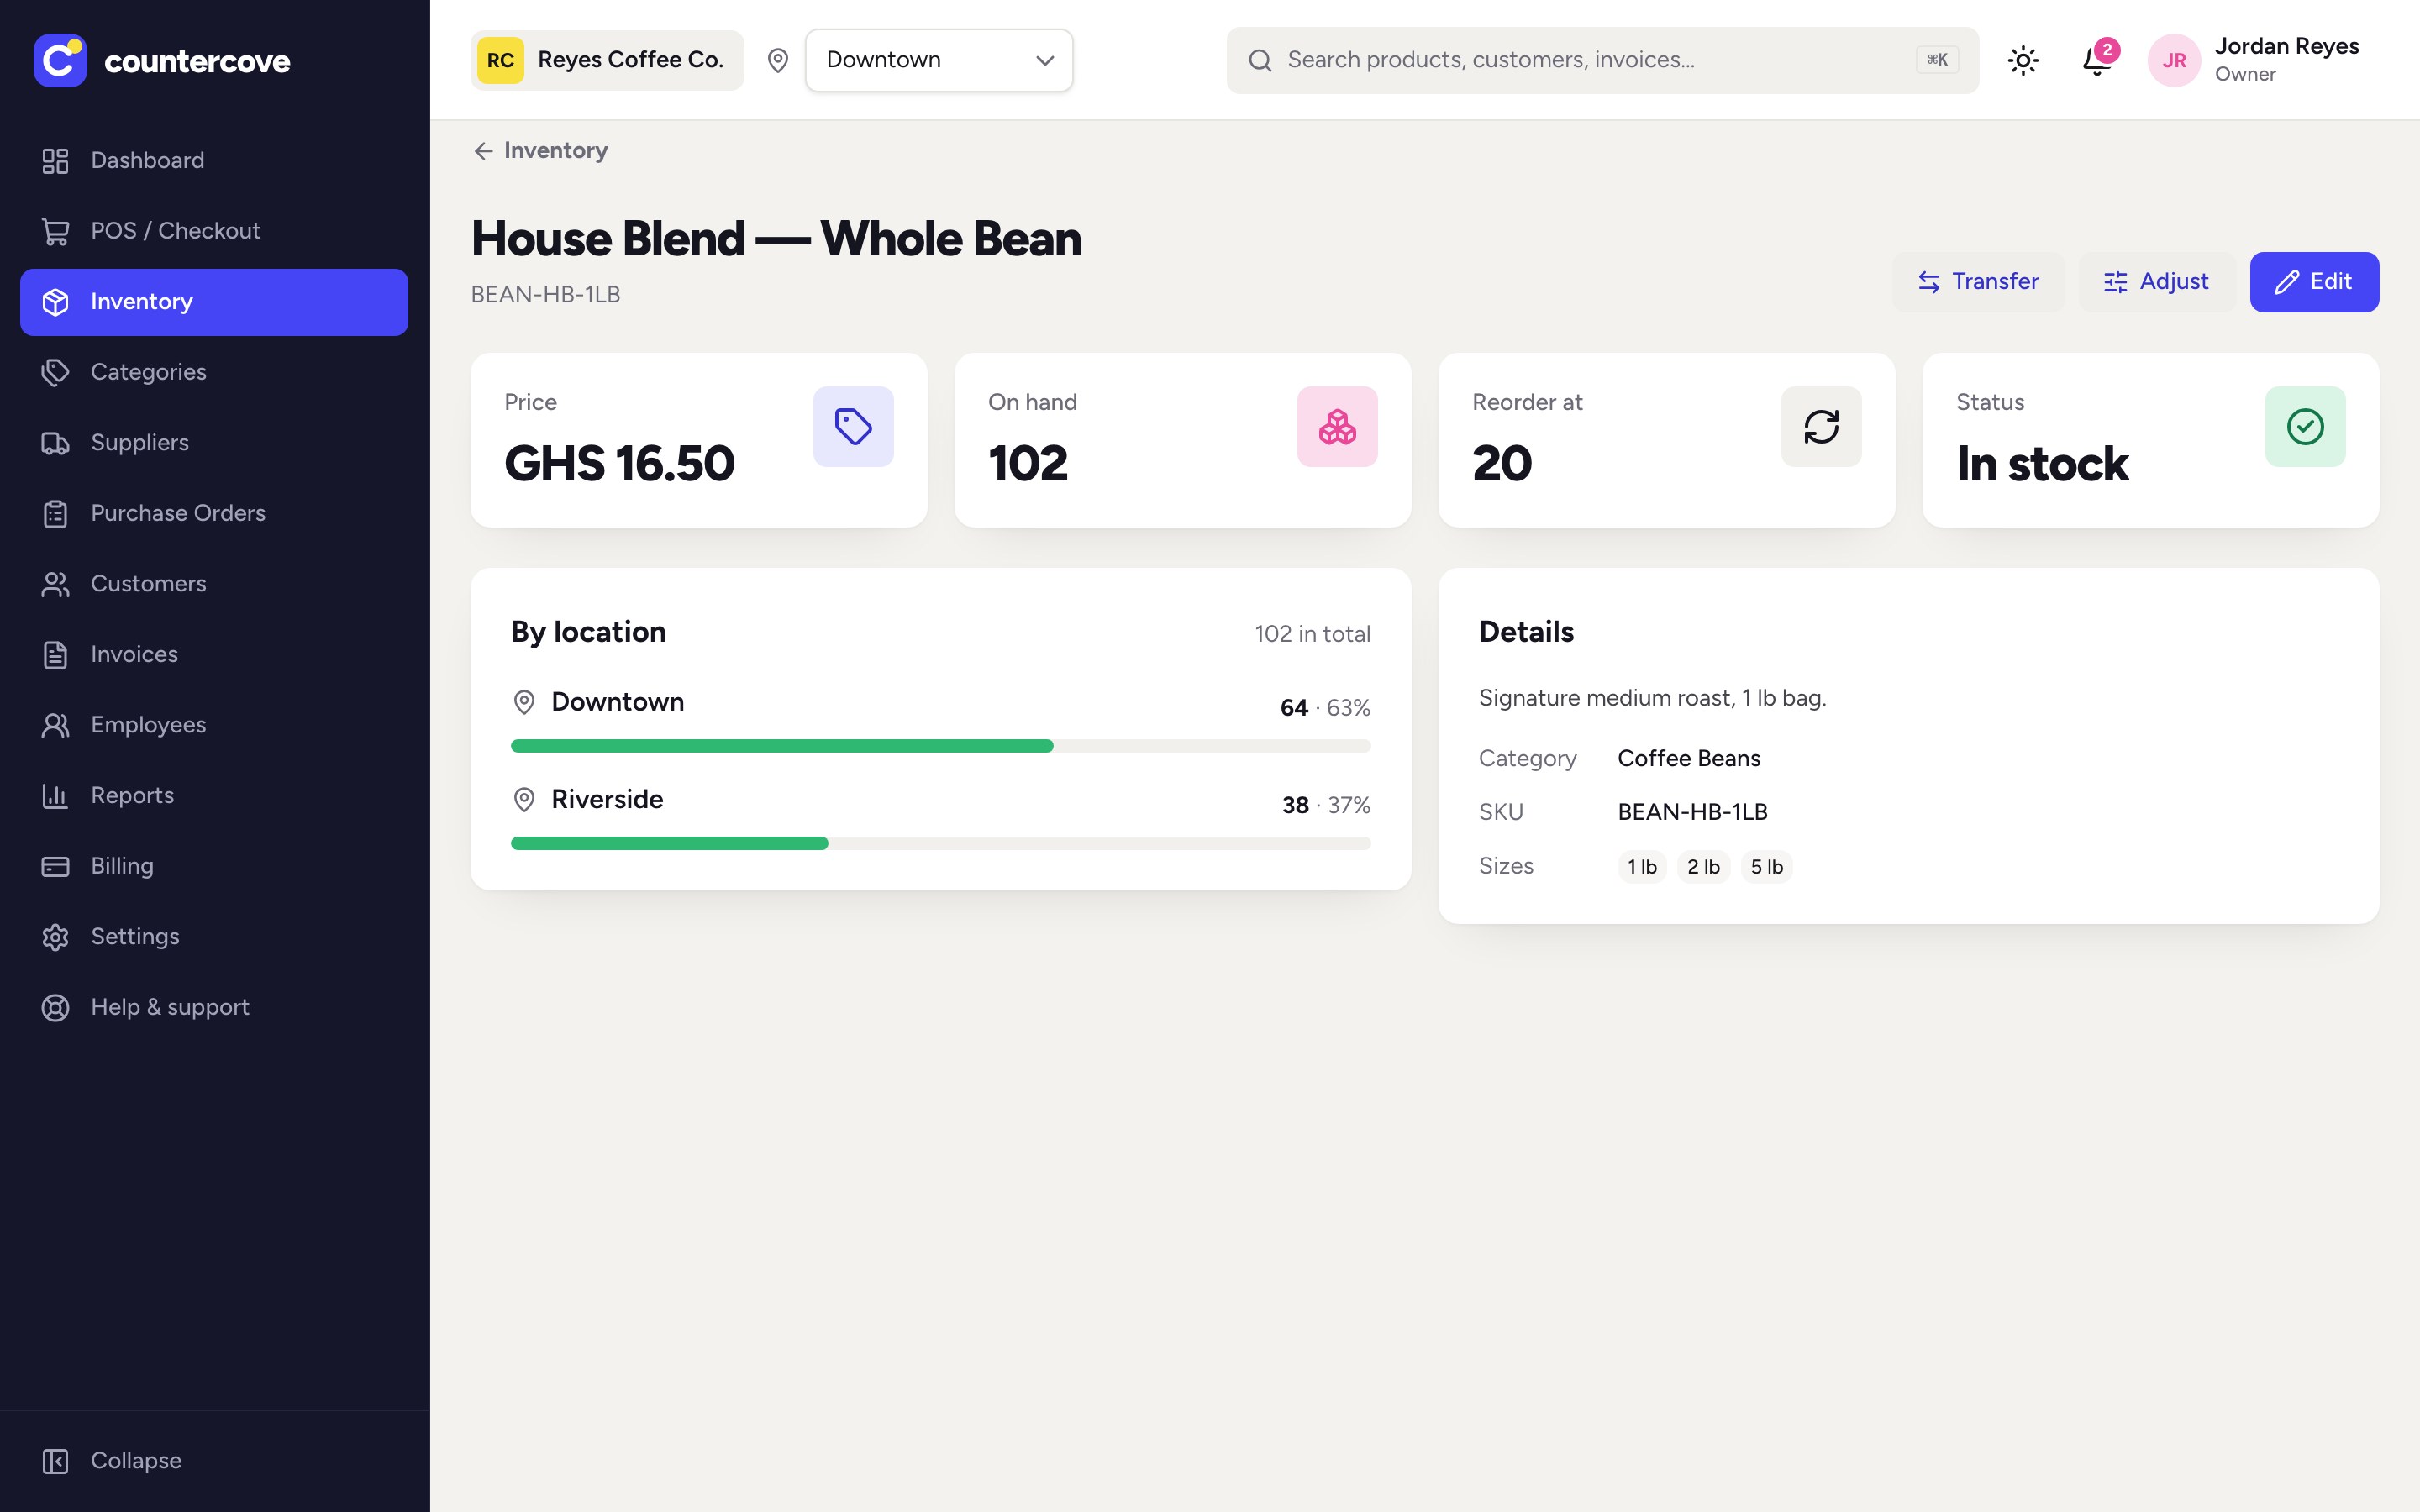 countercove
Dashboard
POS / Checkout
Inventory
Categories
Suppliers
Purchase Orders
Customers
Invoices
Employees
Reports
Billing
Settings
Help & support
Collapse
RC Reyes Coffee Co.
Downtown
Search products, customers, invoices...
⌘K
2
JR
Jordan Reyes
Owner
Inventory
House Blend — Whole Bean
BEAN-HB-1LB
Transfer
Adjust
Edit
Price
GHS 16.50
On hand
102
Reorder at
20
Status
In stock
By location
102 in total
Downtown
64 · 63%
Riverside
38 · 37%
Details
Signature medium roast, 1 lb bag.
Category Coffee Beans
SKU BEAN-HB-1LB
Sizes 1 lb 2 lb 5 lb